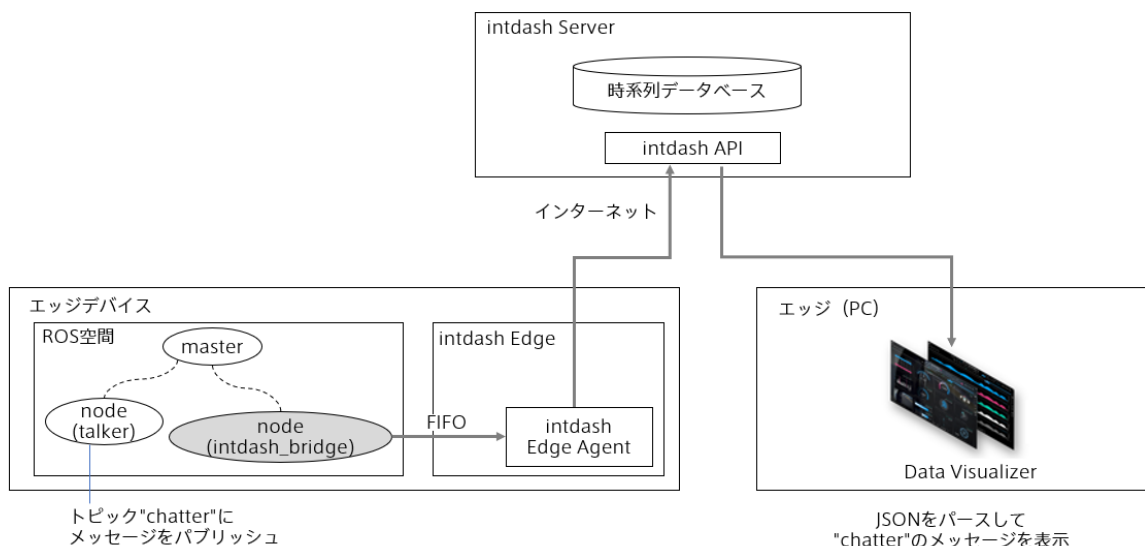 intdash Server
時系列データベース
intdash API
インターネット
エッジデバイス
ROS空間
master
node
(talker)
node
(intdash_bridge)
FIFO
intdash Edge
intdash
Edge Agent
トピック"chatter"に
メッセージをパブリッシュ
エッジ（PC）
Data Visualizer
JSONをパースして
"chatter"のメッセージを表示